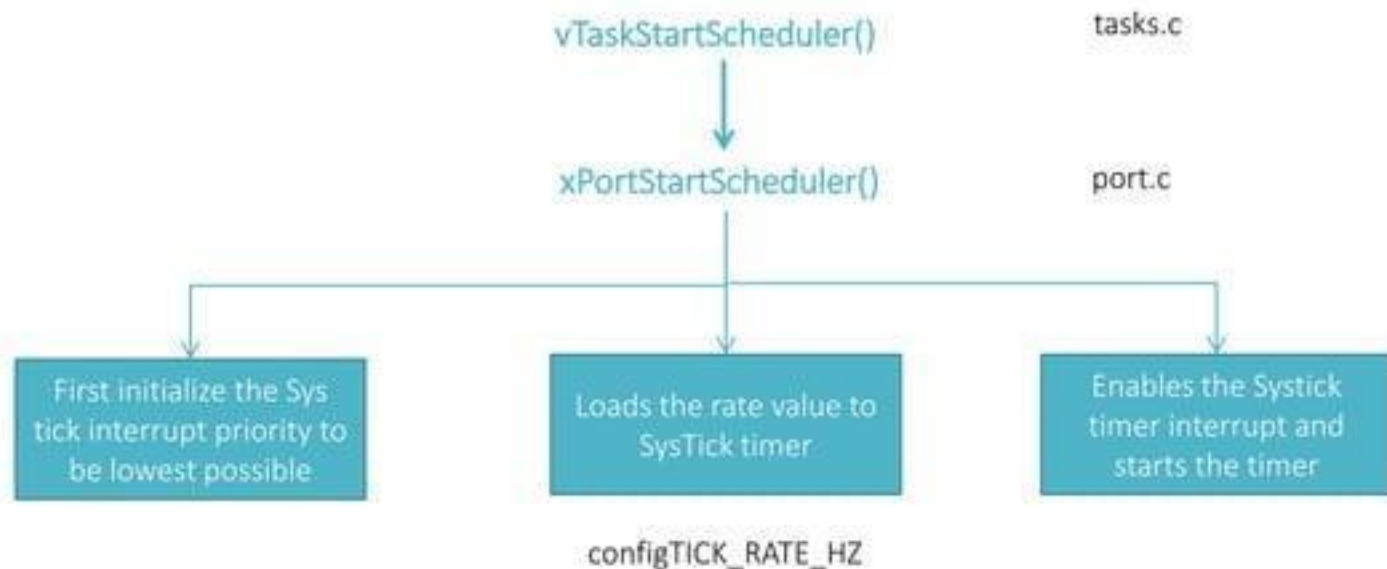 vTaskStartScheduler()
tasks.c
xPortStartScheduler()
port.c
First initialize the Sys
tick interrupt priority to
be lowest possible
Loads the rate value to
SysTick timer
Enables the Systick
timer interrupt and
starts the timer
configTICK_RATE_HZ